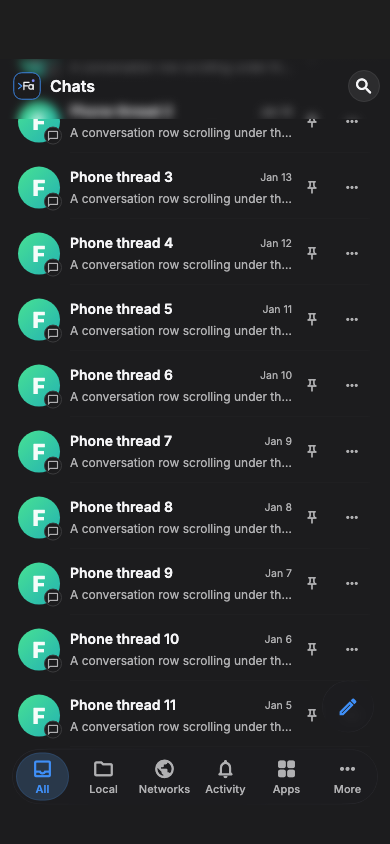 Fa
Chats
A conversation row scrolling under th...
Phone thread 3
Jan 13
A conversation row scrolling under th...
Phone thread 4
Jan 12
A conversation row scrolling under th...
Phone thread 5
Jan 11
A conversation row scrolling under th...
Phone thread 6
Jan 10
A conversation row scrolling under th...
Phone thread 7
Jan 9
A conversation row scrolling under th...
Phone thread 8
Jan 8
A conversation row scrolling under th...
Phone thread 9
Jan 7
A conversation row scrolling under th...
Phone thread 10
Jan 6
A conversation row scrolling under th...
Phone thread 11
Jan 5
A conversation row scrolling under th...
All
Local
Networks
Activity
Apps
More